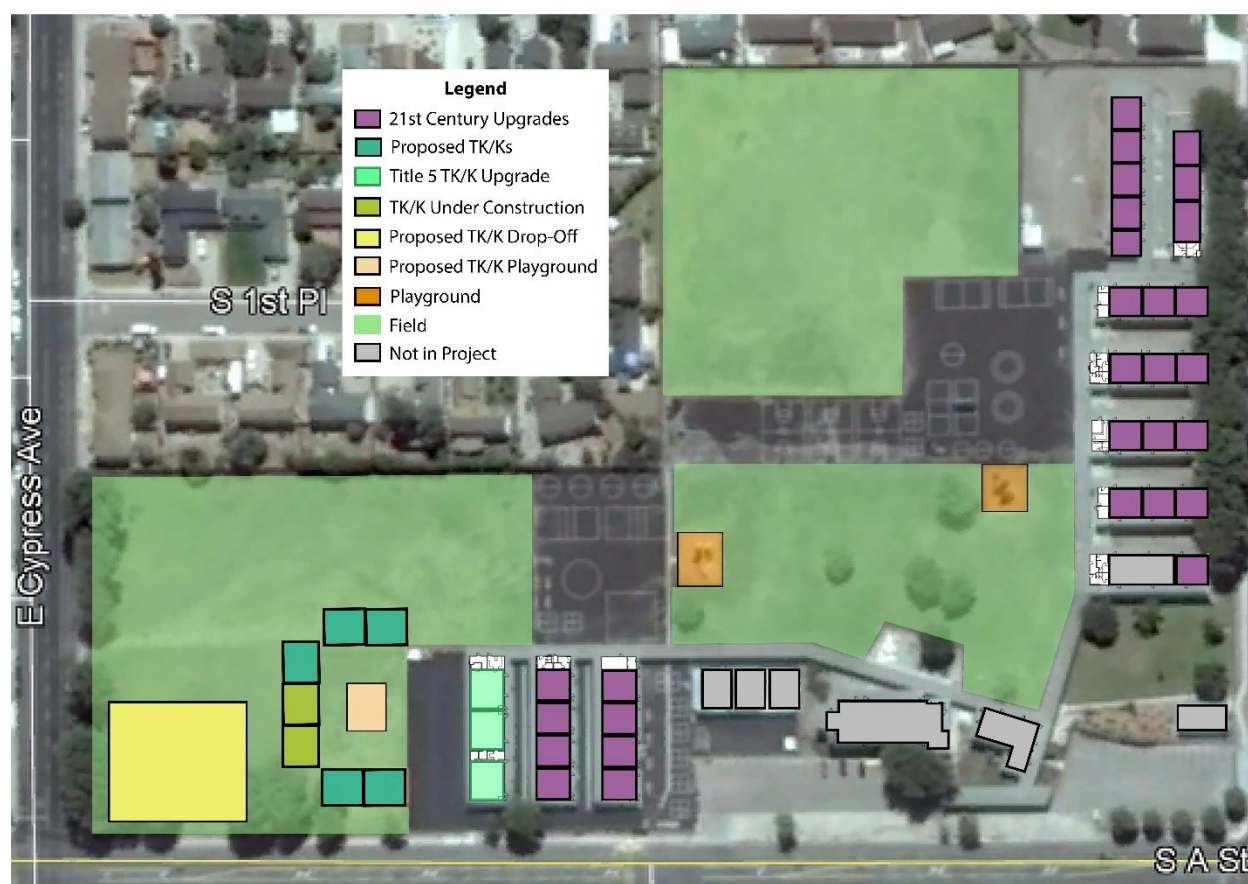 Legend
21st Century Upgrades
Proposed TK/Ks
Title 5 TK/K Upgrade
TK/K Under Construction
Proposed TK/K Drop-Off
Proposed TK/K Playground
Playground
Field
Not in Project
S 1st Pl
E Cypress Ave
S A St